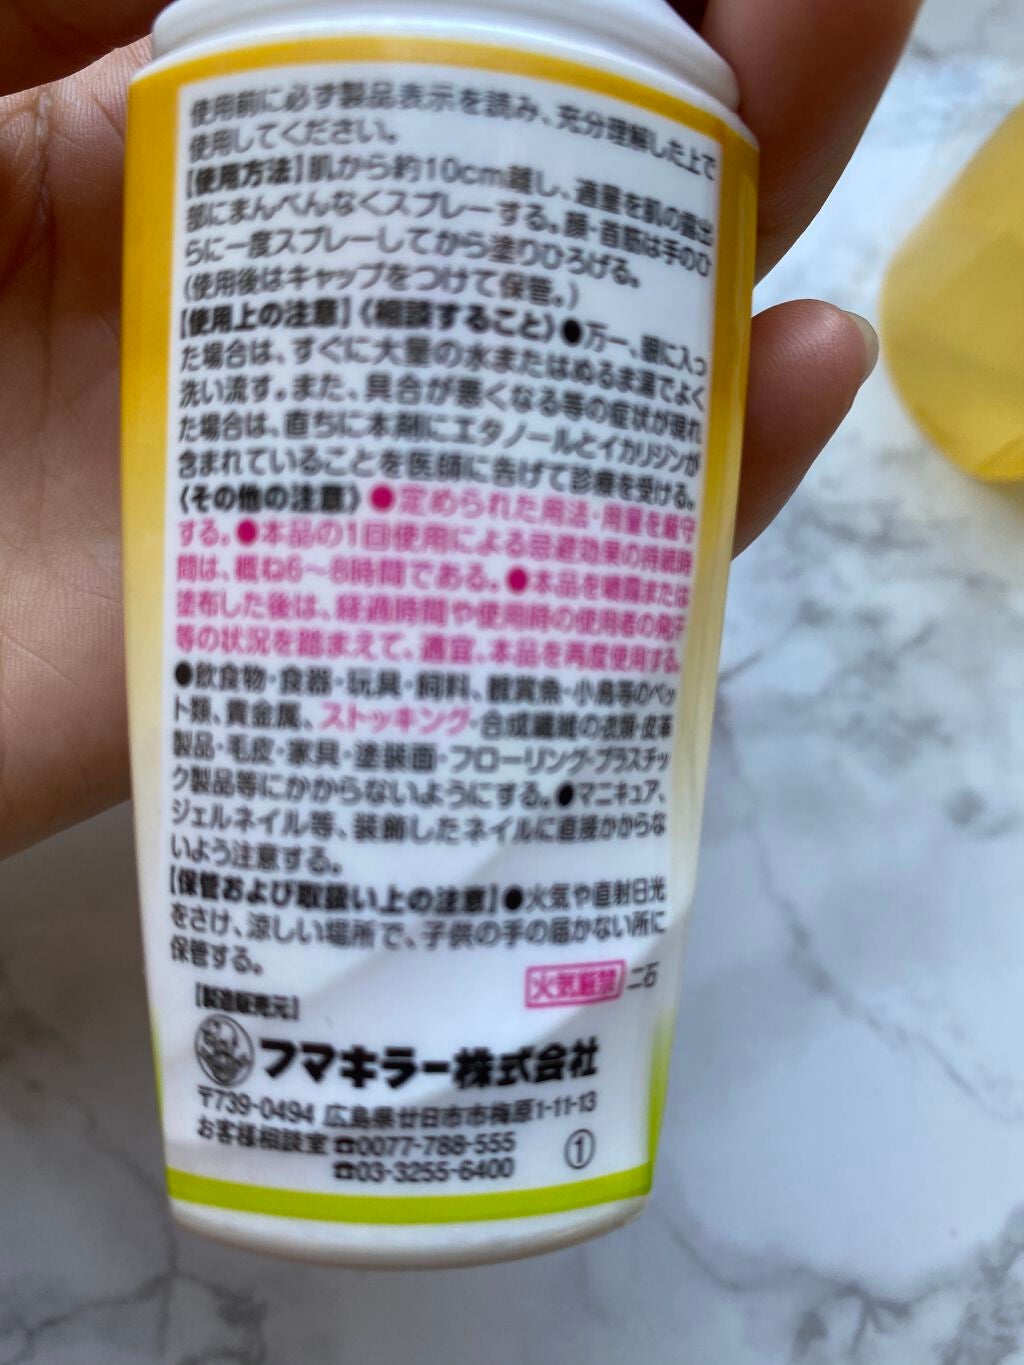 使用前に必ず製品表示を読み、充分理解した上で
使用してください。
【使用方法】肌から約10cm離し、適量を肌の露出
部にまんべんなくスプレーする。顔・首筋は手のひ
らに一度スプレーしてから塗りひろげる。
(使用後はキャップをつけて保管。)
【使用上の注意】〈相談すること〉●万一、眼に入っ
た場合は、すぐに大量の水またはぬるま湯でよく
洗い流す。また、具合が悪くなる等の症状が現れ
た場合は、直ちに本剤にエタノールとイカリジンが
含まれていることを医師に告げて診療を受ける。
〈その他の注意〉●定められた用法・用量を厳守
する。●本品の1回使用による忌避効果の持続時
間は、概ね6〜8時間である。●本品を噴霧または
塗布した後は、経過時間や使用時の使用者の発汗
等の状況を踏まえて、適宜、本品を再度使用する。
●飲食物・食器・玩具・飼料、観賞魚・小鳥等のペッ
ト類、貴金属、ストッキング・合成繊維の衣類・皮革
製品・毛皮・家具・塗装面・フローリング・プラスチッ
ク製品等にかからないようにする。●マニキュア、
ジェルネイル等、装飾したネイルに直接かからな
いよう注意する。
【保管および取扱い上の注意】●火気や直射日光
をさけ、涼しい場所で、子供の手の届かない所に
保管する。
火気厳禁 二石
【製造販売元】
フマキラー株式会社
〒739-0494 広島県廿日市市梅原1-11-13
お客様相談室 ☎0077-788-555
☎03-3255-6400 ①